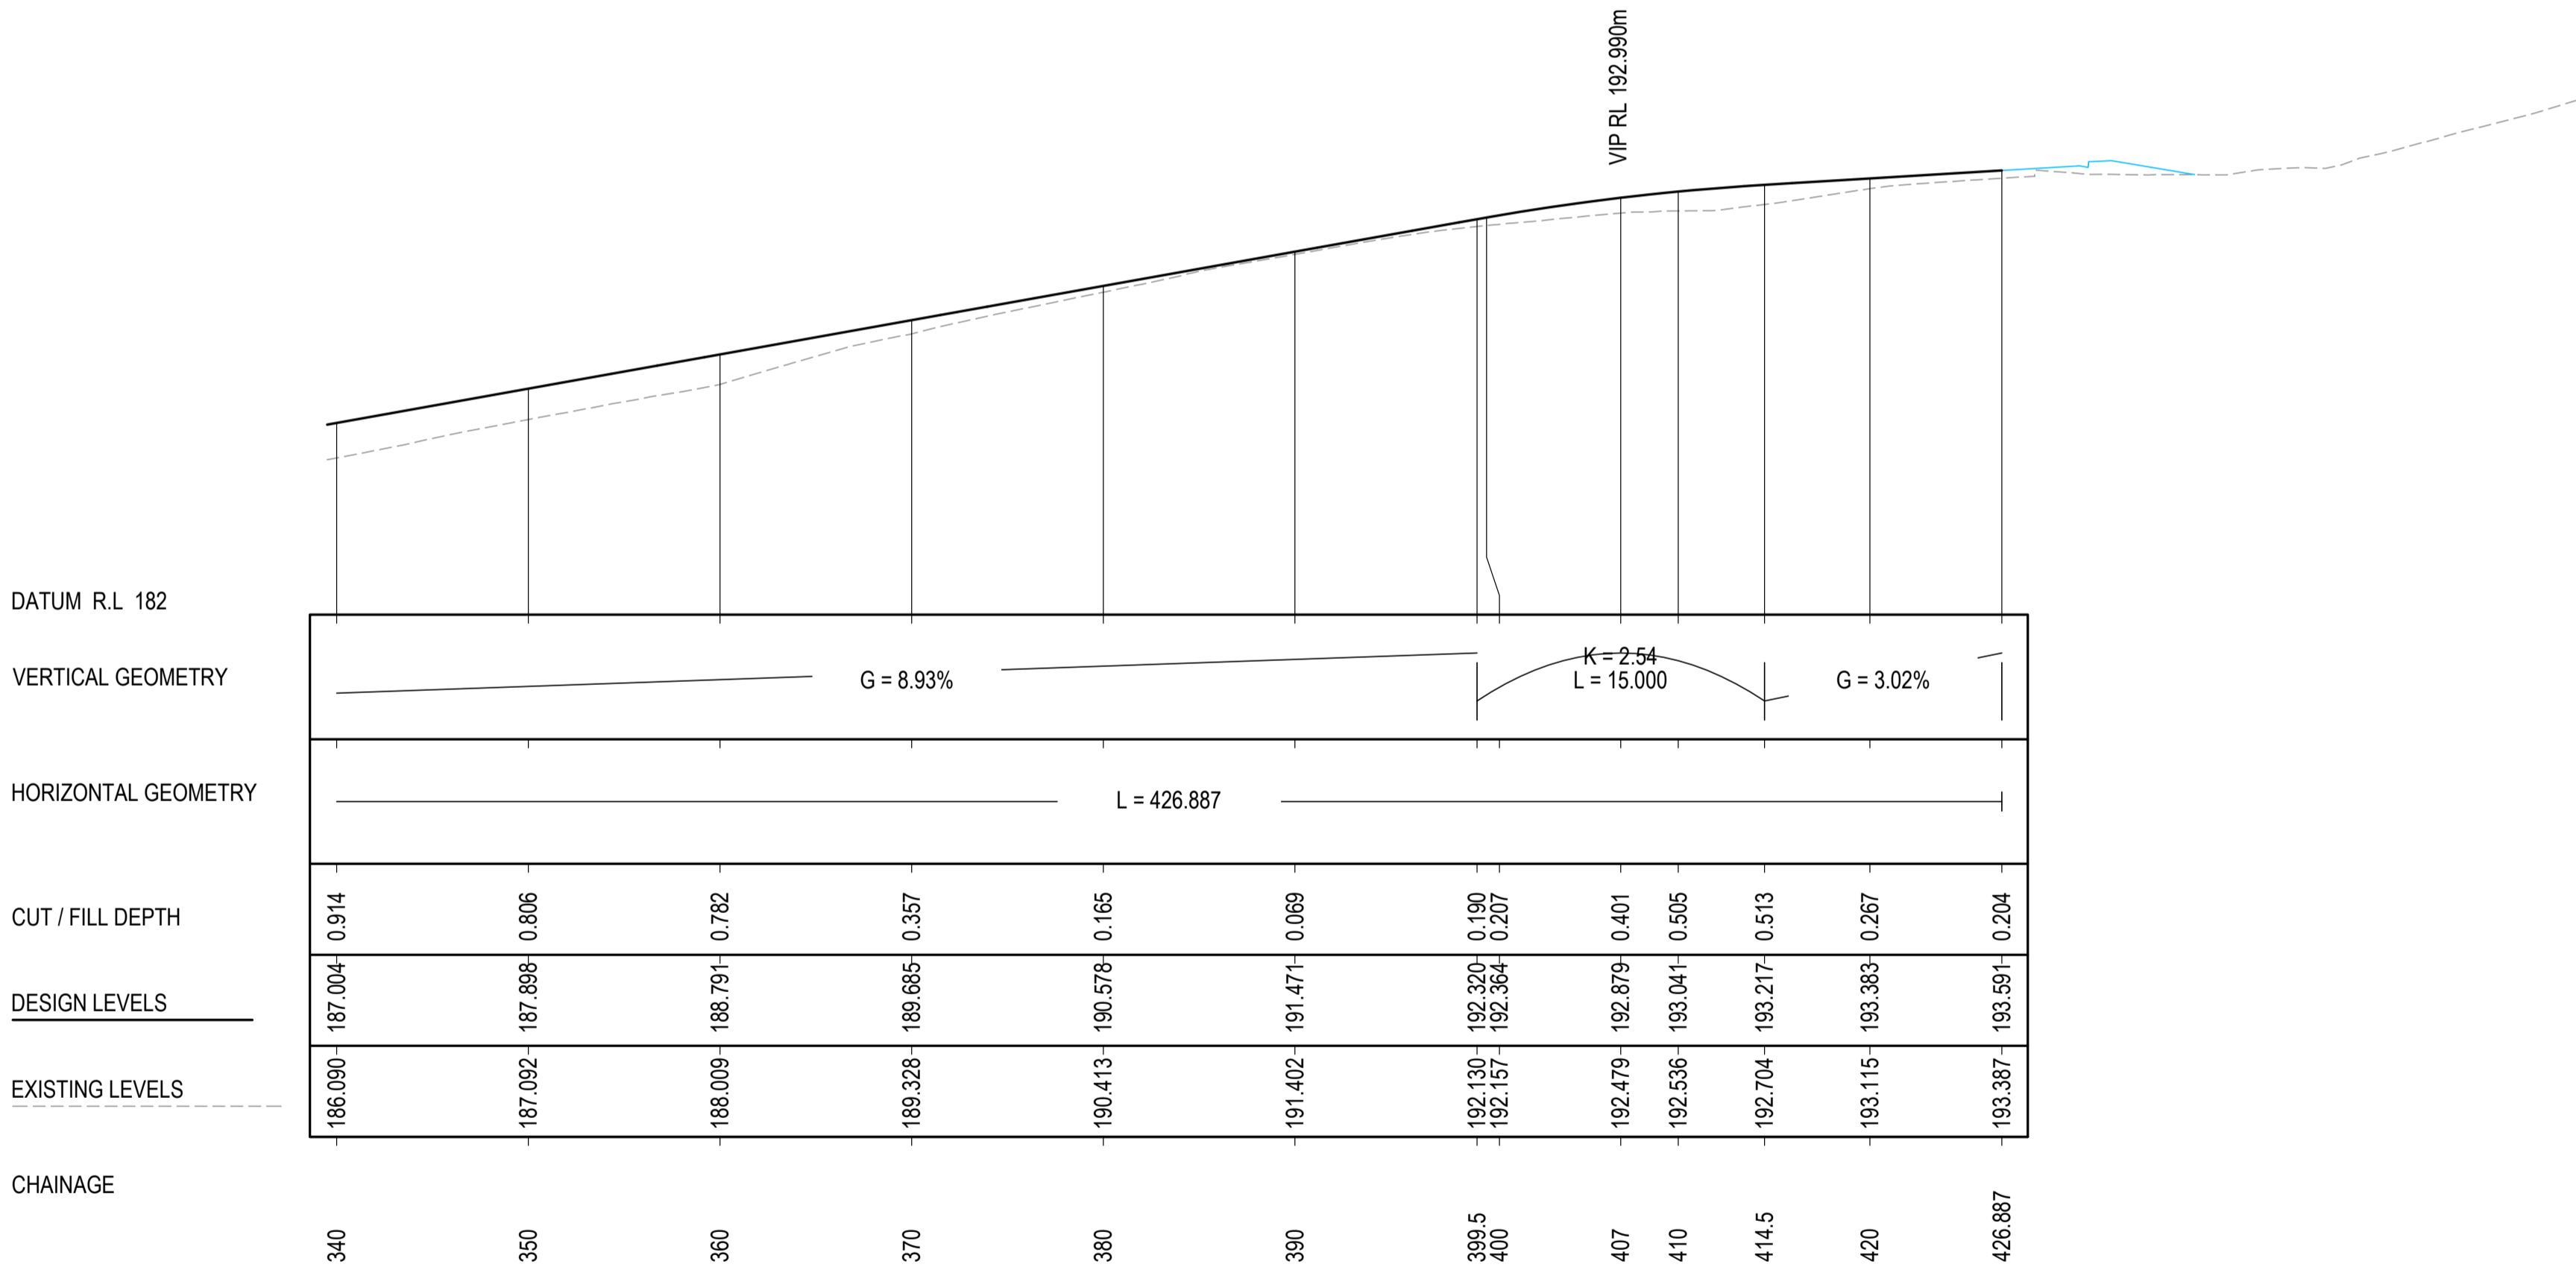 VIP RL 192.990m
DATUM R.L 182
VERTICAL GEOMETRY
G = 8.93%
K = 2.54
L = 15.000
G = 3.02%
HORIZONTAL GEOMETRY
L = 426.887
CUT / FILL DEPTH
0.914 0.806 0.782 0.357 0.165 0.069 0.190 0.207 0.401 0.505 0.513 0.267 0.204
DESIGN LEVELS
187.004 187.898 188.791 189.685 190.578 191.471 192.320 192.364 192.879 193.041 193.217 193.383 193.591
EXISTING LEVELS
186.090 187.092 188.009 189.328 190.413 191.402 192.130 192.157 192.479 192.536 192.704 193.115 193.387
CHAINAGE
340 350 360 370 380 390 399.5 400 407 410 414.5 420 426.887